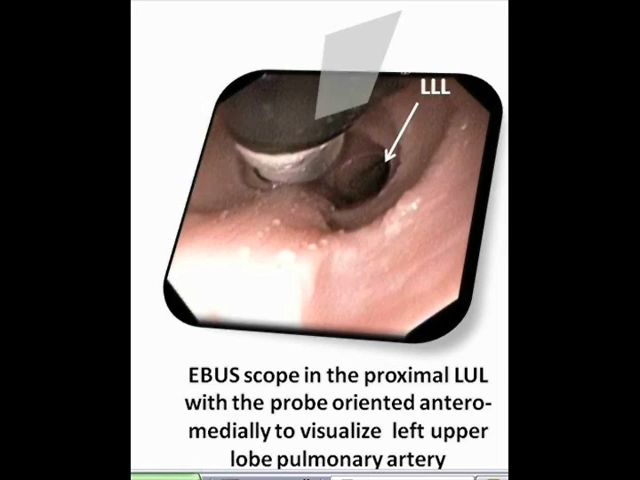 LLL
EBUS scope in the proximal LUL
with the probe oriented antero-
medially to visualize left upper
lobe pulmonary artery